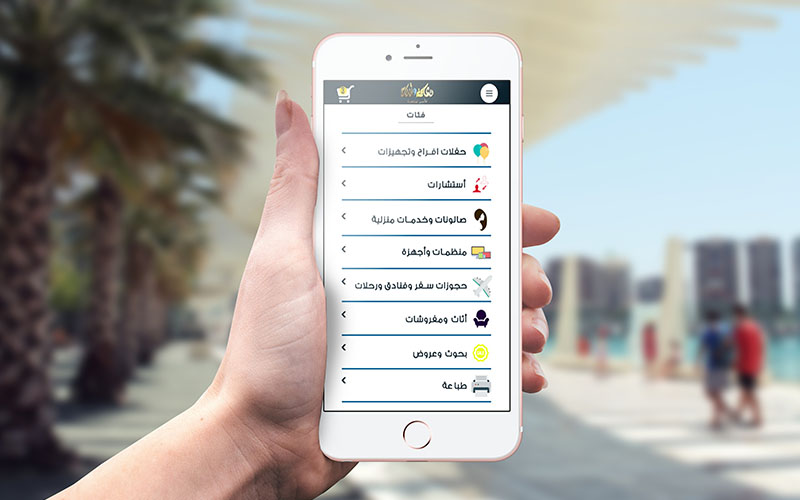 فئات
حفلات افراح وتجهيزات
أستشارات
صالونات وخدمات منزلية
منظمات وأجهزة
حجوزات سفر وفنادق ورحلات
أثاث ومفروشات
بحوث وعروض
طباعة